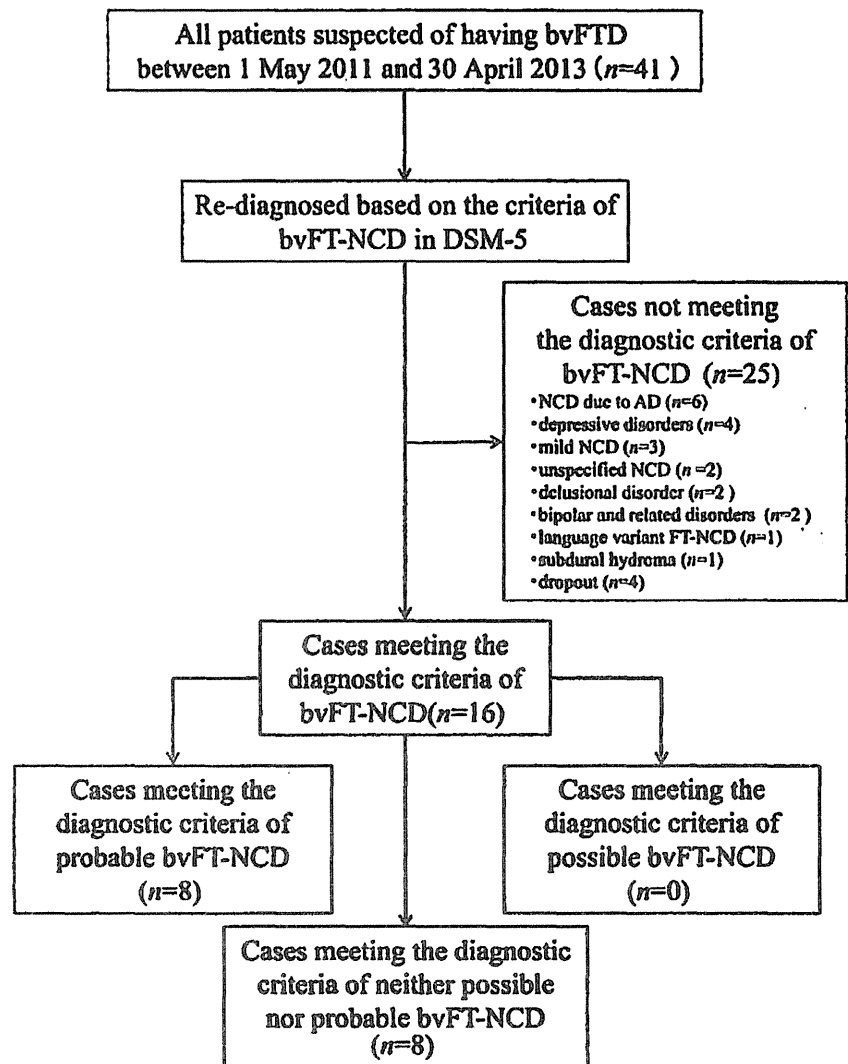 All patients suspected of having bvFTD
between 1 May 2011 and 30 April 2013 (n=41 )
Re-diagnosed based on the criteria of
bvFT-NCD in DSM-5
Cases not meeting
the diagnostic criteria of
bvFT-NCD (n=25)
•NCD due to AD (n=6)
•depressive disorders (n=4)
•mild NCD (n=3)
•unspecified NCD (n=2)
•delusional disorder (n=2 )
•bipolar and related disorders (n=2 )
•language variant FT-NCD (n=1)
•subdural hydroma (n=1)
•dropout (n=4)
Cases meeting the
diagnostic criteria of
bvFT-NCD(n=16)
Cases meeting the
diagnostic criteria of
probable bvFT-NCD
(n=8)
Cases meeting the
diagnostic criteria of
possible bvFT-NCD
(n=0)
Cases meeting the diagnostic
criteria of neither possible
nor probable bvFT-NCD
(n=8)